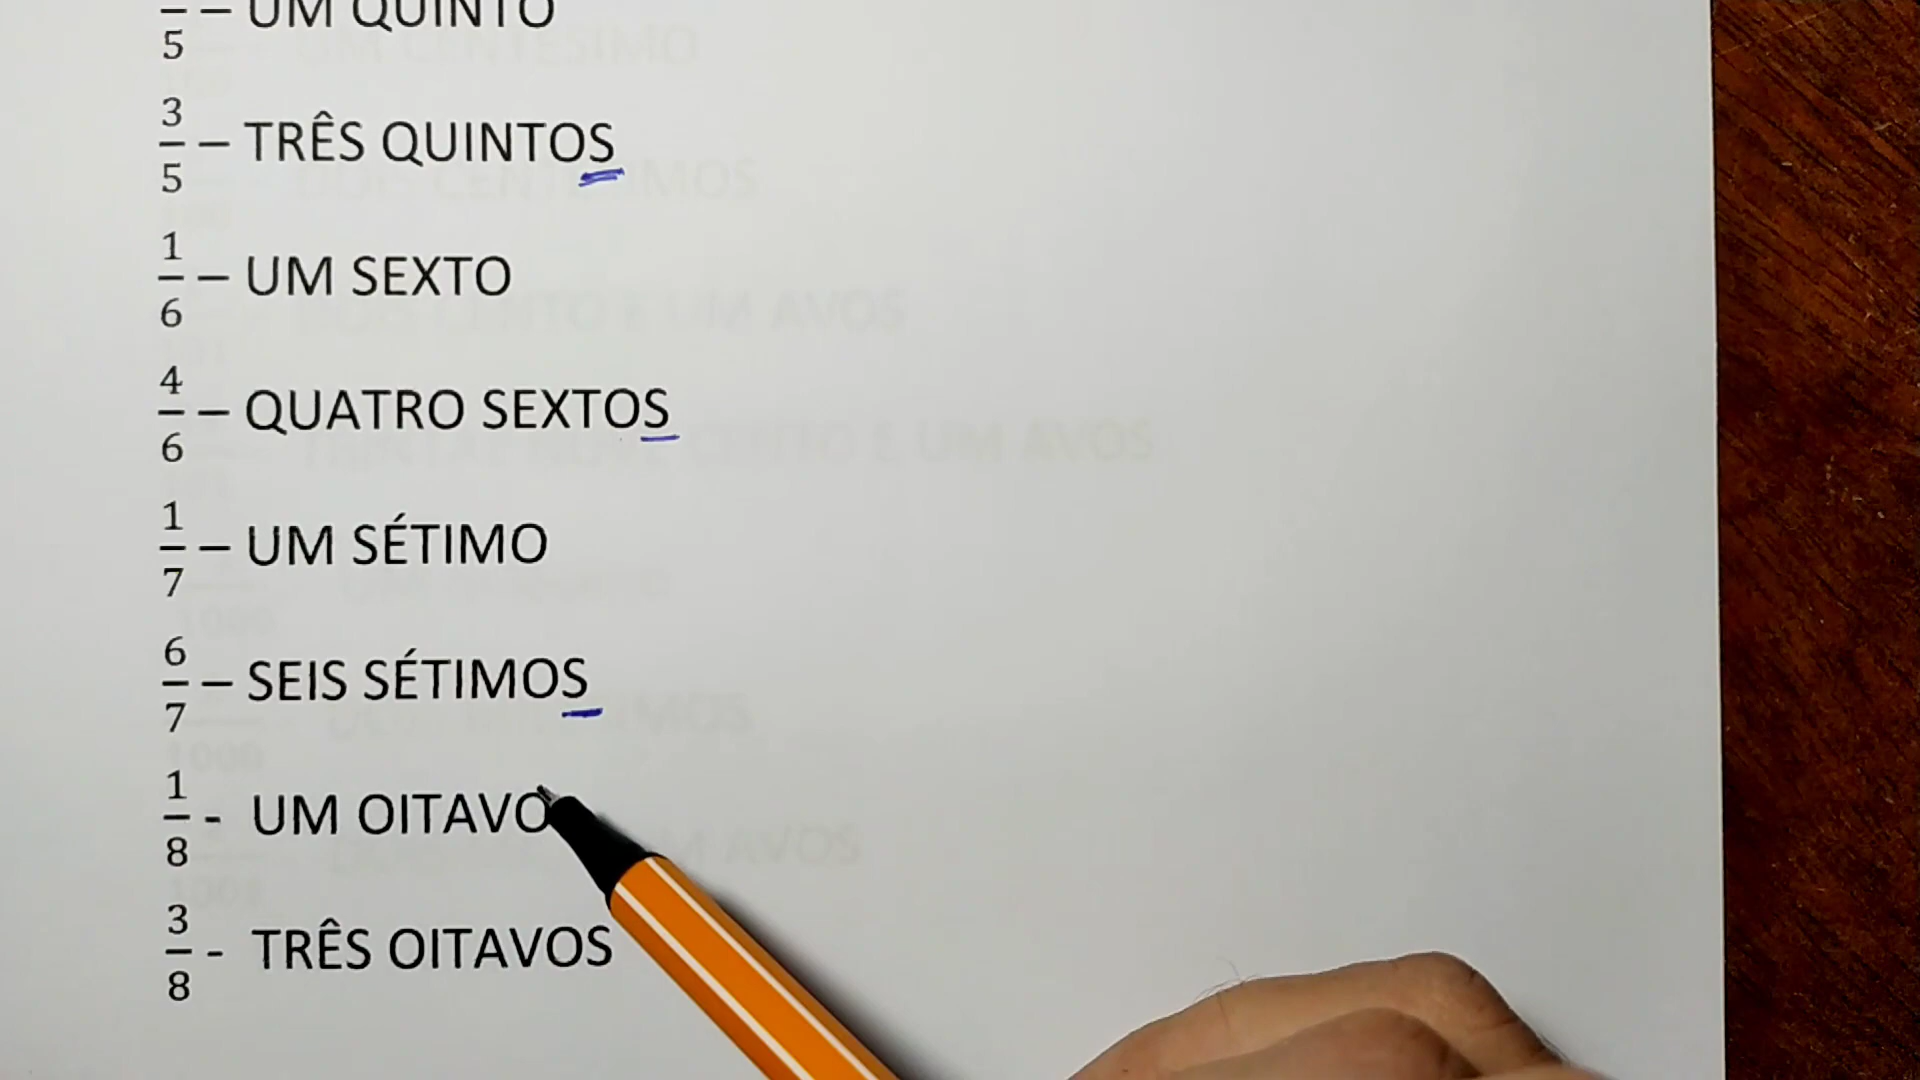 — – UM QUINTO
5
3
— – TRÊS QUINTOS
5
1
— – UM SEXTO
6
4
— – QUATRO SEXTOS
6
1
— – UM SÉTIMO
7
6
— – SEIS SÉTIMOS
7
1
— - UM OITAVO
8
3
— - TRÊS OITAVOS
8